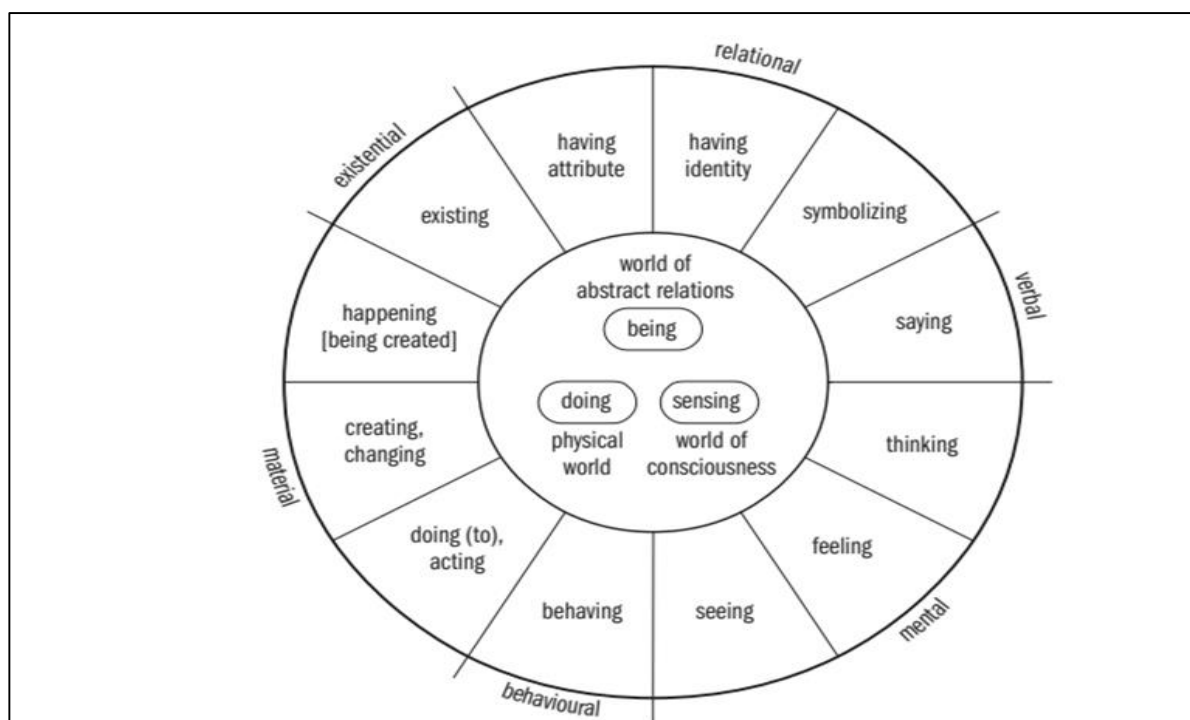 relational
existential
having
attribute
having
identity
existing
symbolizing
verbal
world of
abstract relations
being
happening
[being created]
saying
doing
sensing
physical
world
world of
consciousness
creating,
changing
thinking
material
doing (to),
acting
feeling
behaving
seeing
mental
behavioural